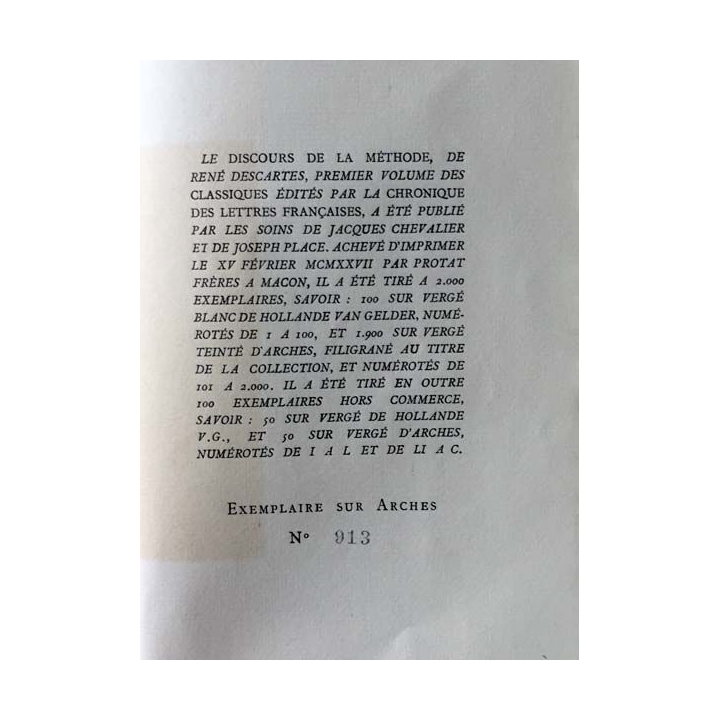 LE DISCOURS DE LA MÉTHODE, DE
RENÉ DESCARTES, PREMIER VOLUME DES
CLASSIQUES ÉDITÉS PAR LA CHRONIQUE
DES LETTRES FRANÇAISES, A ÉTÉ PUBLIÉ
PAR LES SOINS DE JACQUES CHEVALIER
ET DE JOSEPH PLACE. ACHEVÉ D'IMPRIMER
LE XV FÉVRIER MCMXXVII PAR PROTAT
FRÈRES A MACON, IL A ÉTÉ TIRÉ A 2.000
EXEMPLAIRES, SAVOIR : 100 SUR VERGÉ
BLANC DE HOLLANDE VAN GELDER, NUMÉ-
ROTÉS DE 1 A 100, ET 1.900 SUR VERGÉ
TEINTÉ D'ARCHES, FILIGRANÉ AU TITRE
DE LA COLLECTION, ET NUMÉROTÉS DE
101 A 2.000. IL A ÉTÉ TIRÉ EN OUTRE
100 EXEMPLAIRES HORS COMMERCE,
SAVOIR : 50 SUR VERGÉ DE HOLLANDE
V.G., ET 50 SUR VERGÉ D'ARCHES,
NUMÉROTÉS DE I A L ET DE LI A C.
EXEMPLAIRE SUR ARCHES
Nº 913